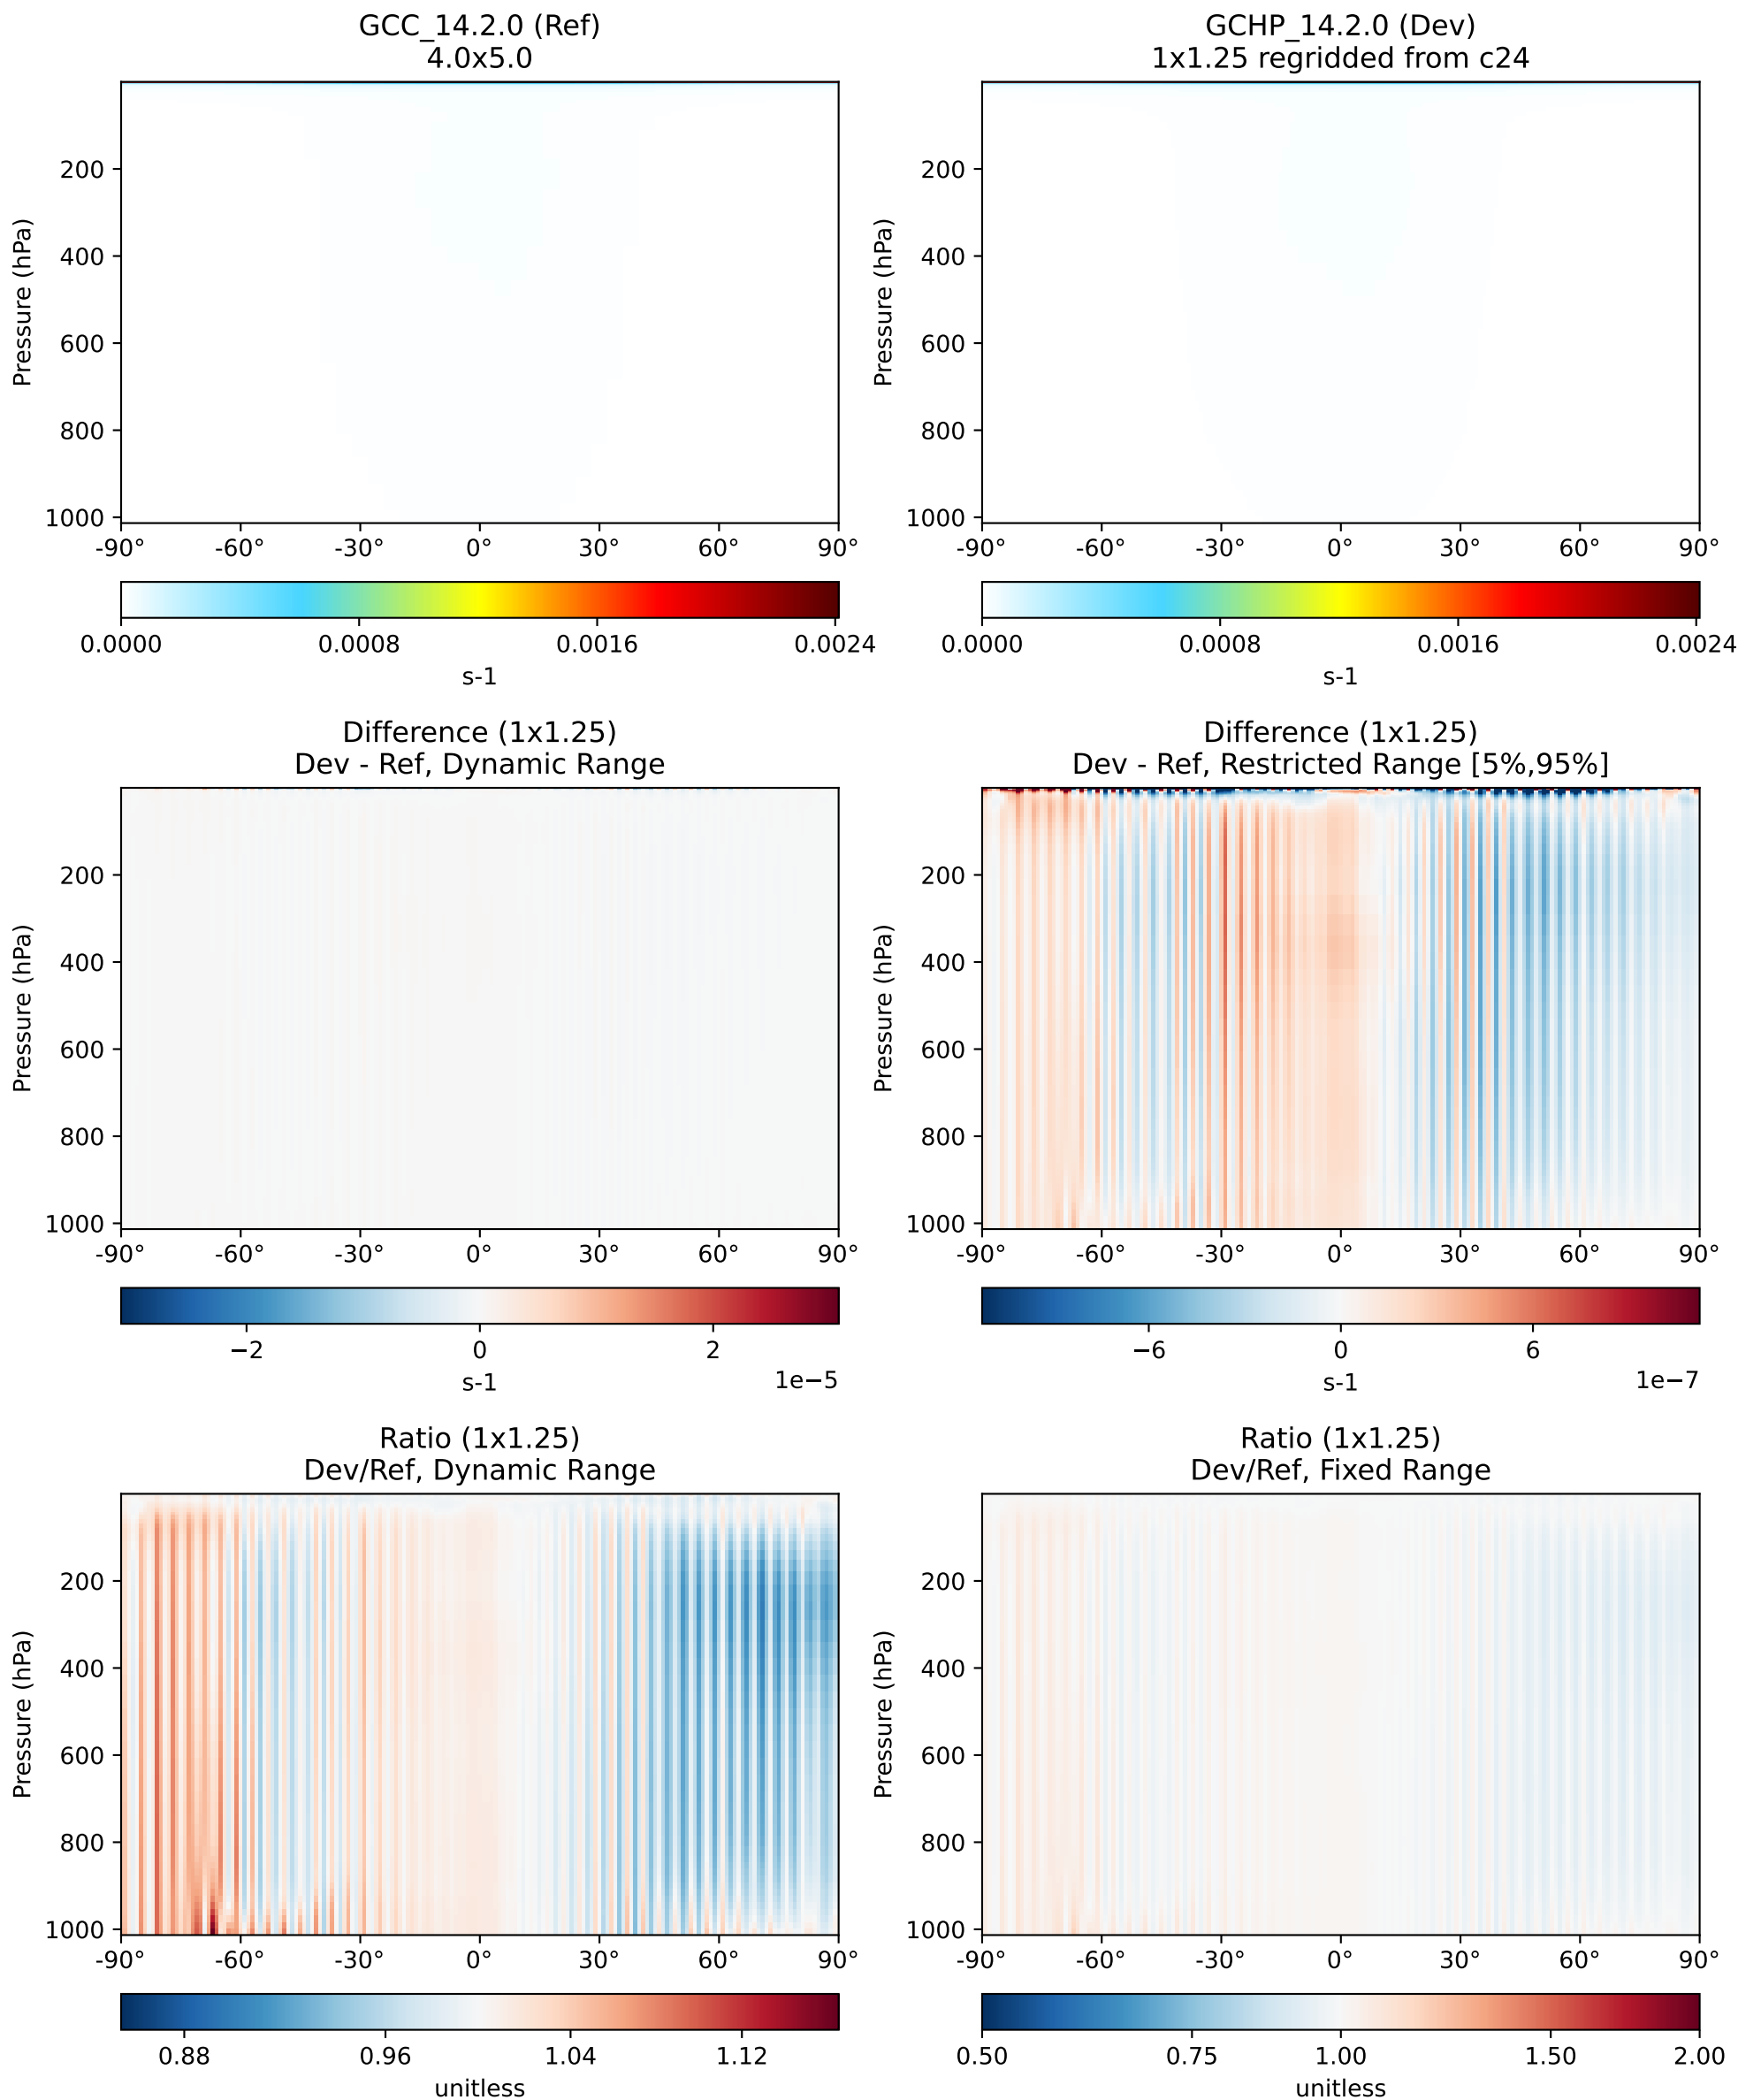 GCC_14.2.0 (Ref)
4.0x5.0
Pressure (hPa)
200
400
600
800
1000
-90° -60° -30° 0° 30° 60° 90°
0.0000 0.0008 0.0016 0.0024
s-1
GCHP_14.2.0 (Dev)
1x1.25 regridded from c24
Pressure (hPa)
200
400
600
800
1000
-90° -60° -30° 0° 30° 60° 90°
0.0000 0.0008 0.0016 0.0024
s-1
Difference (1x1.25)
Dev - Ref, Dynamic Range
Pressure (hPa)
200
400
600
800
1000
-90° -60° -30° 0° 30° 60° 90°
−2 0 2
s-1 1e−5
Difference (1x1.25)
Dev - Ref, Restricted Range [5%,95%]
Pressure (hPa)
200
400
600
800
1000
-90° -60° -30° 0° 30° 60° 90°
−6 0 6
s-1 1e−7
Ratio (1x1.25)
Dev/Ref, Dynamic Range
Pressure (hPa)
200
400
600
800
1000
-90° -60° -30° 0° 30° 60° 90°
0.88 0.96 1.04 1.12
unitless
Ratio (1x1.25)
Dev/Ref, Fixed Range
Pressure (hPa)
200
400
600
800
1000
-90° -60° -30° 0° 30° 60° 90°
0.50 0.75 1.00 1.50 2.00
unitless